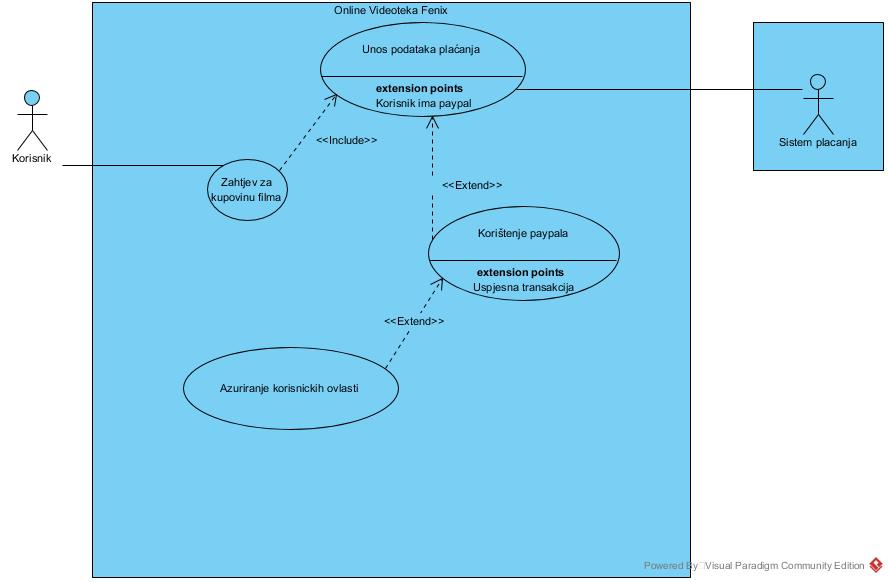 Online Videoteka Fenix
Unos podataka plaćanja
extension points
Korisnik ima paypal
Korisnik
Sistem placanja
<<Include>>
Zahtjev za
kupovinu filma
<<Extend>>
Korištenje paypala
extension points
Uspjesna transakcija
<<Extend>>
Azuriranje korisnickih ovlasti
Powered By Visual Paradigm Community Edition